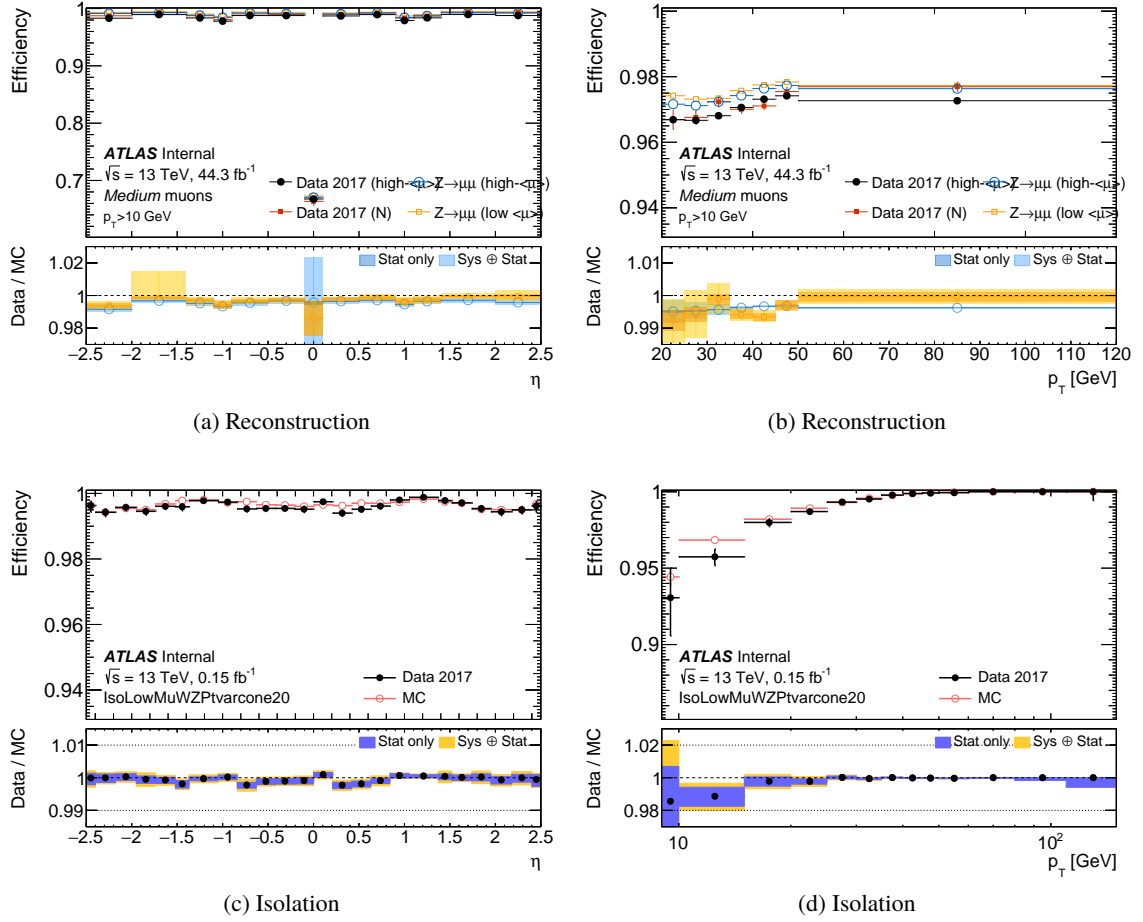 Efficiency
1
0.9
0.8
0.7
ATLAS Internal
√s = 13 TeV, 44.3 fb-1
Medium muons
pT>10 GeV
Data 2017 (high-<μ>) Z→μμ (high-<μ>)
Data 2017 (N) Z→μμ (low <μ>)
Data / MC
1.02
1
0.98
Stat only Sys ⊕ Stat
−2.5 −2 −1.5 −1 −0.5 0 0.5 1 1.5 2 2.5
η
(a) Reconstruction
Efficiency
1
0.98
0.96
0.94
ATLAS Internal
√s = 13 TeV, 44.3 fb-1
Medium muons
pT>10 GeV
Data 2017 (high-<μ>) Z→μμ (high-<μ>)
Data 2017 (N) Z→μμ (low <μ>)
Data / MC
1.01
1
0.99
Stat only Sys ⊕ Stat
20 30 40 50 60 70 80 90 100 110 120
pT [GeV]
(b) Reconstruction
Efficiency
1
0.98
0.96
0.94
ATLAS Internal
√s = 13 TeV, 0.15 fb-1
IsoLowMuWZPtvarcone20
Data 2017
MC
Data / MC
1.01
1
0.99
Stat only Sys ⊕ Stat
−2.5 −2 −1.5 −1 −0.5 0 0.5 1 1.5 2 2.5
η
(c) Isolation
Efficiency
1
0.95
0.9
ATLAS Internal
√s = 13 TeV, 0.15 fb-1
IsoLowMuWZPtvarcone20
Data 2017
MC
Data / MC
1.02
1
0.98
Stat only Sys ⊕ Stat
10 10²
pT [GeV]
(d) Isolation